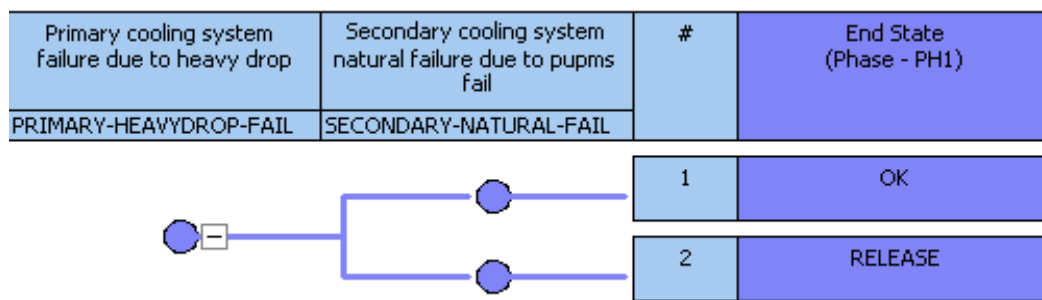 Primary cooling system
failure due to heavy drop
Secondary cooling system
natural failure due to pupms
fail
#
End State
(Phase - PH1)
PRIMARY-HEAVYDROP-FAIL
SECONDARY-NATURAL-FAIL
1
OK
2
RELEASE